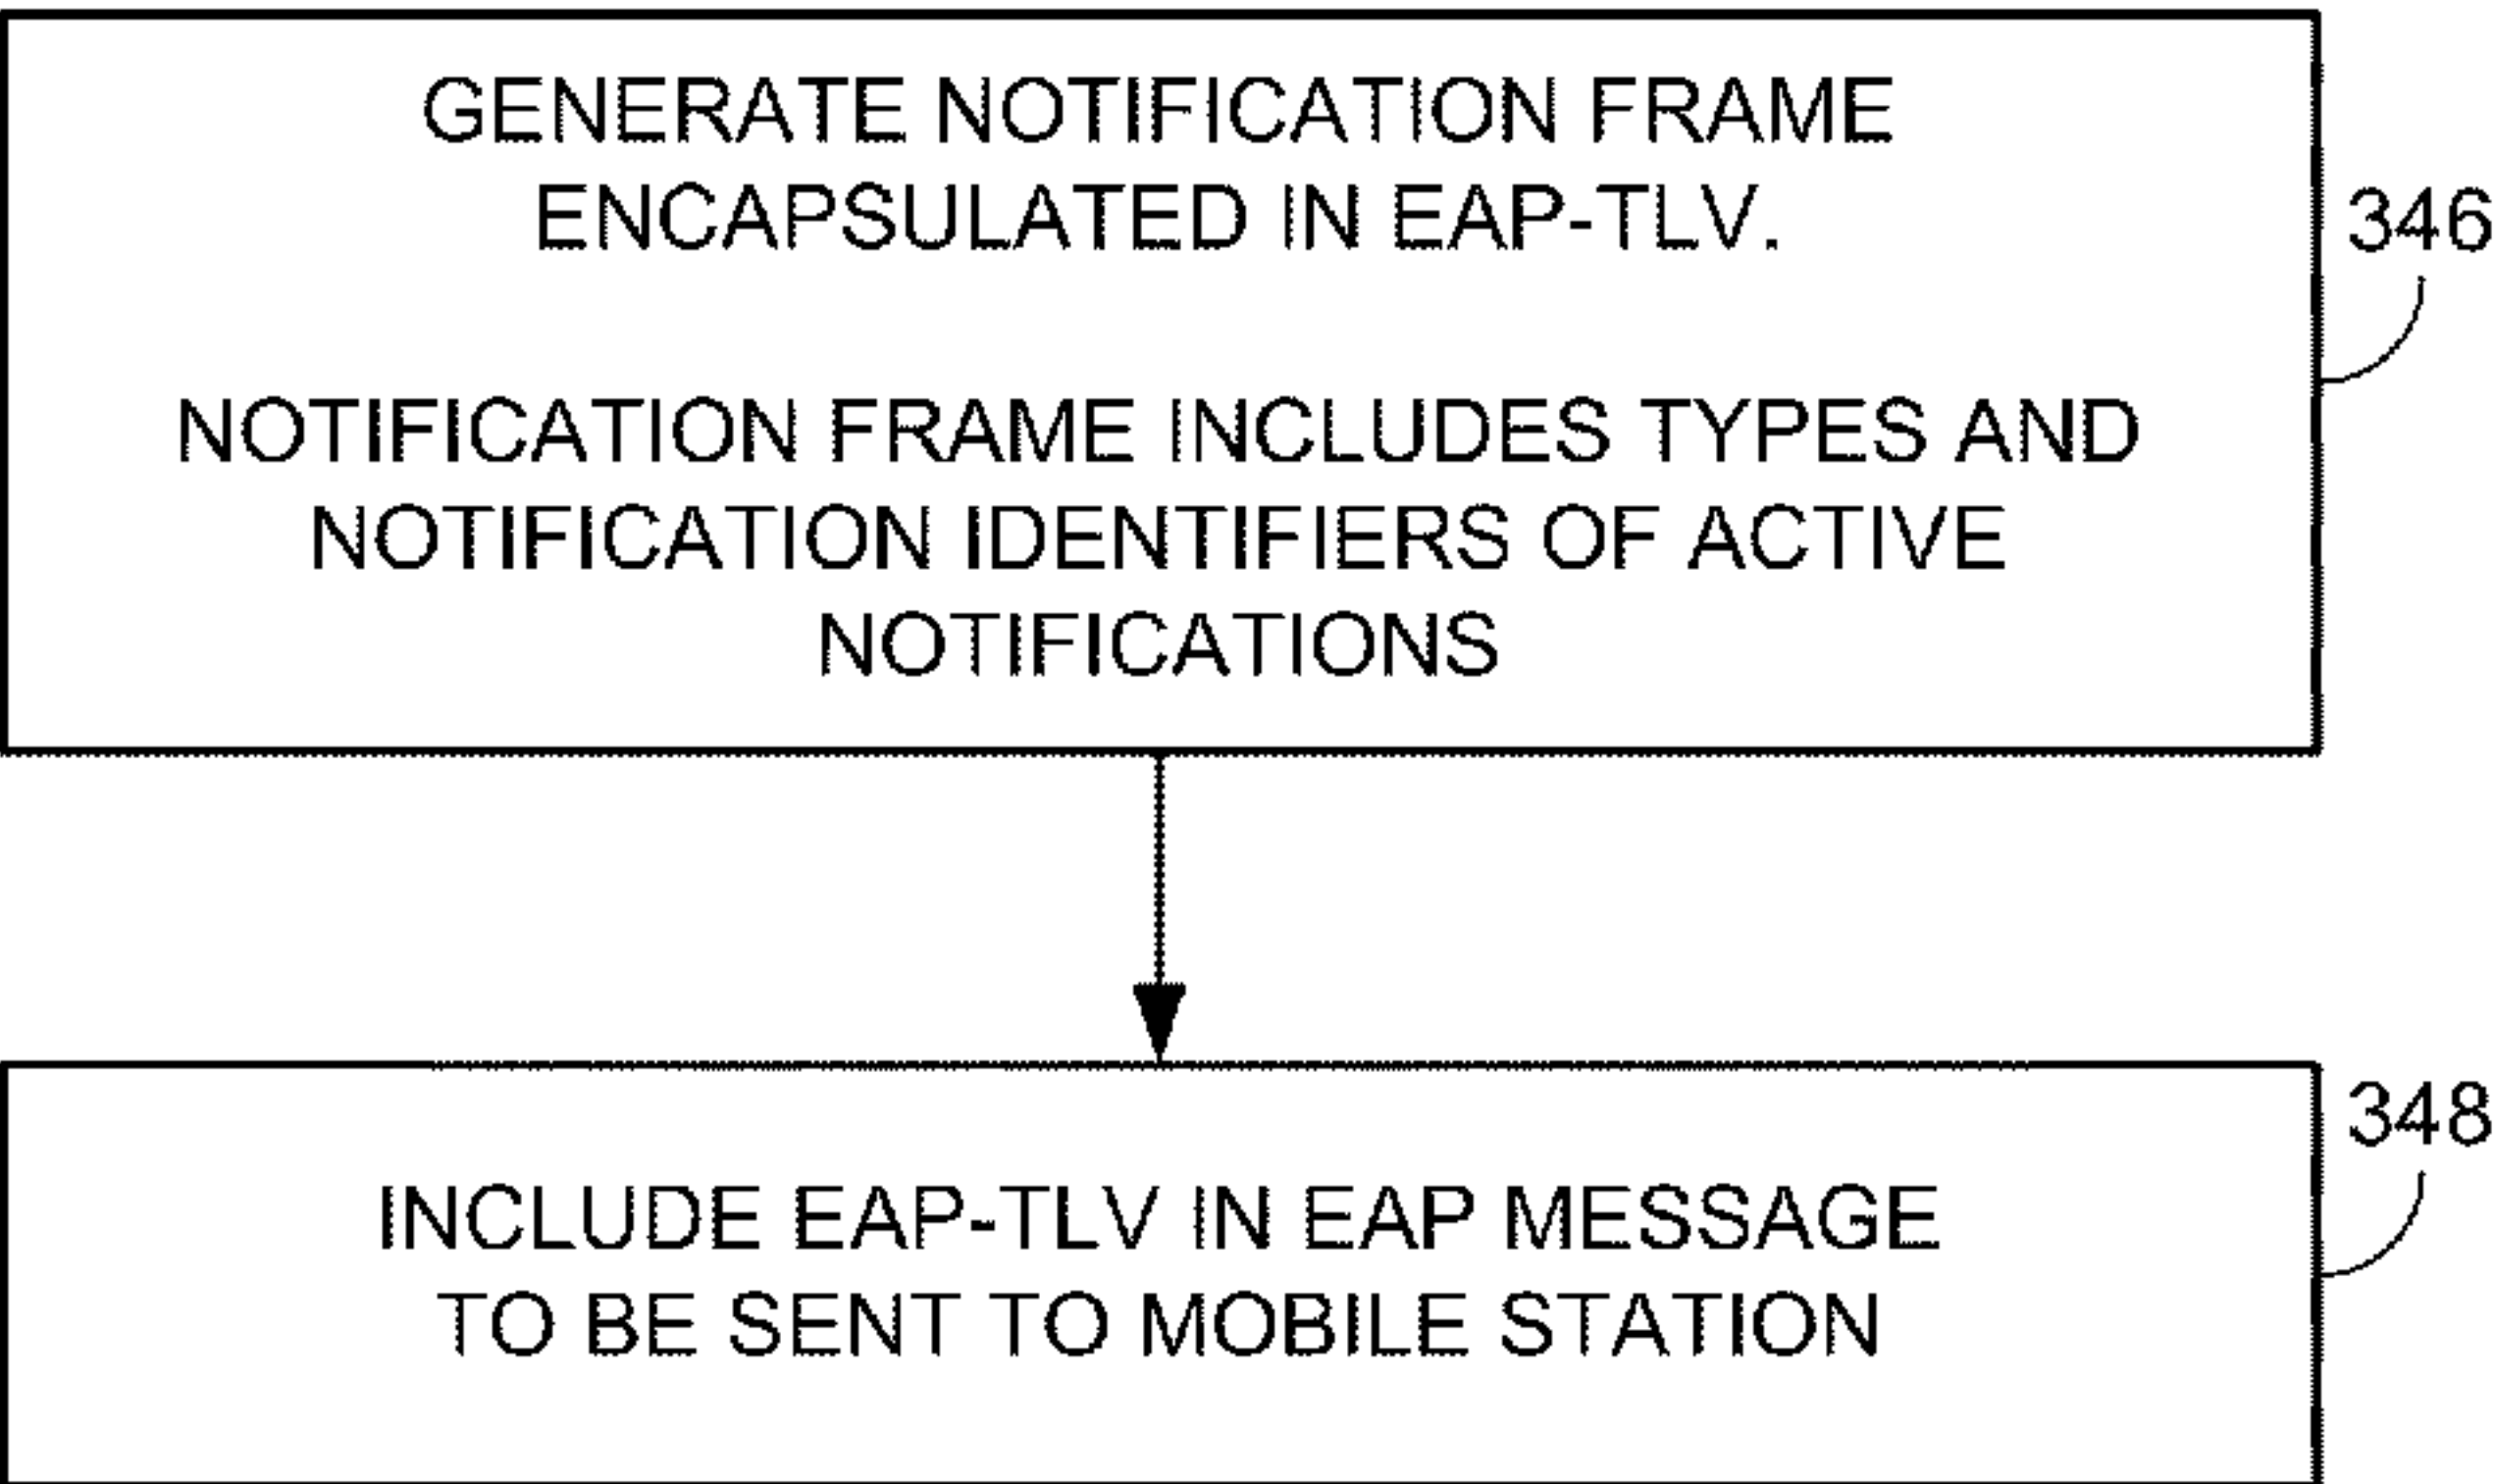 GENERATE NOTIFICATION FRAME
ENCAPSULATED IN EAP-TLV.
346
NOTIFICATION FRAME INCLUDES TYPES AND
NOTIFICATION IDENTIFIERS OF ACTIVE
NOTIFICATIONS
348
INCLUDE EAP-TLV IN EAP MESSAGE
TO BE SENT TO MOBILE STATION